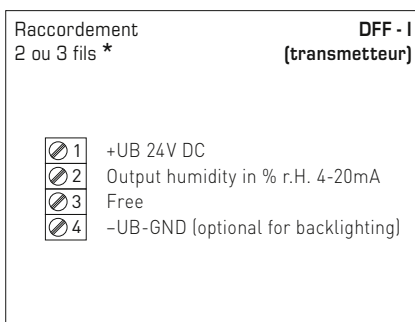 Raccordement
2 ou 3 fils *
DFF - I
(transmetteur)
1 +UB 24V DC
2 Output humidity in % r.H. 4-20mA
3 Free
4 –UB-GND (optional for backlighting)